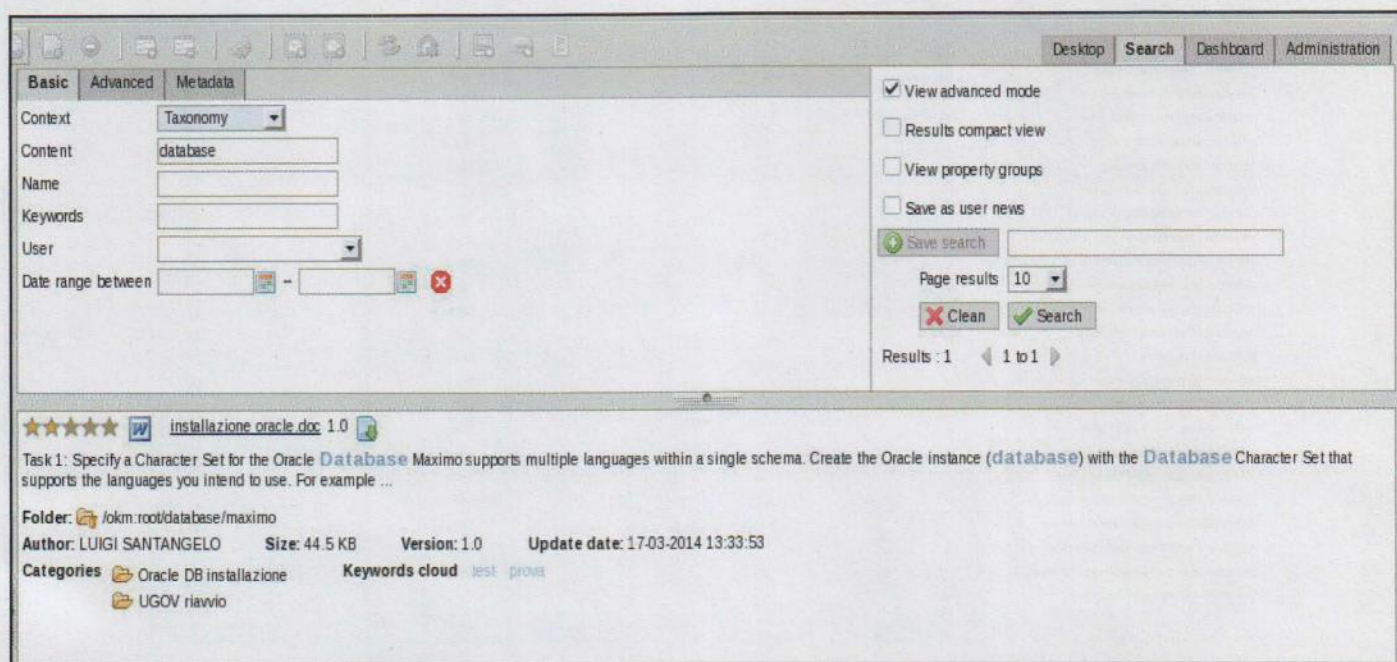 Desktop Search Dashboard Administration
Basic Advanced Metadata
Context Taxonomy
Content database
Name
Keywords
User
Date range between –
View advanced mode
Results compact view
View property groups
Save as user news
Save search
Page results 10
Clean Search
Results : 1 1 to 1
installazione oracle.doc 1.0
Task 1: Specify a Character Set for the Oracle Database Maximo supports multiple languages within a single schema. Create the Oracle instance (database) with the Database Character Set that
supports the languages you intend to use. For example ...
Folder: /okm:root/database/maximo
Author: LUIGI SANTANGELO Size: 44.5 KB Version: 1.0 Update date: 17-03-2014 13:33:53
Categories Oracle DB installazione Keywords cloud test prova
UGOV riavvio